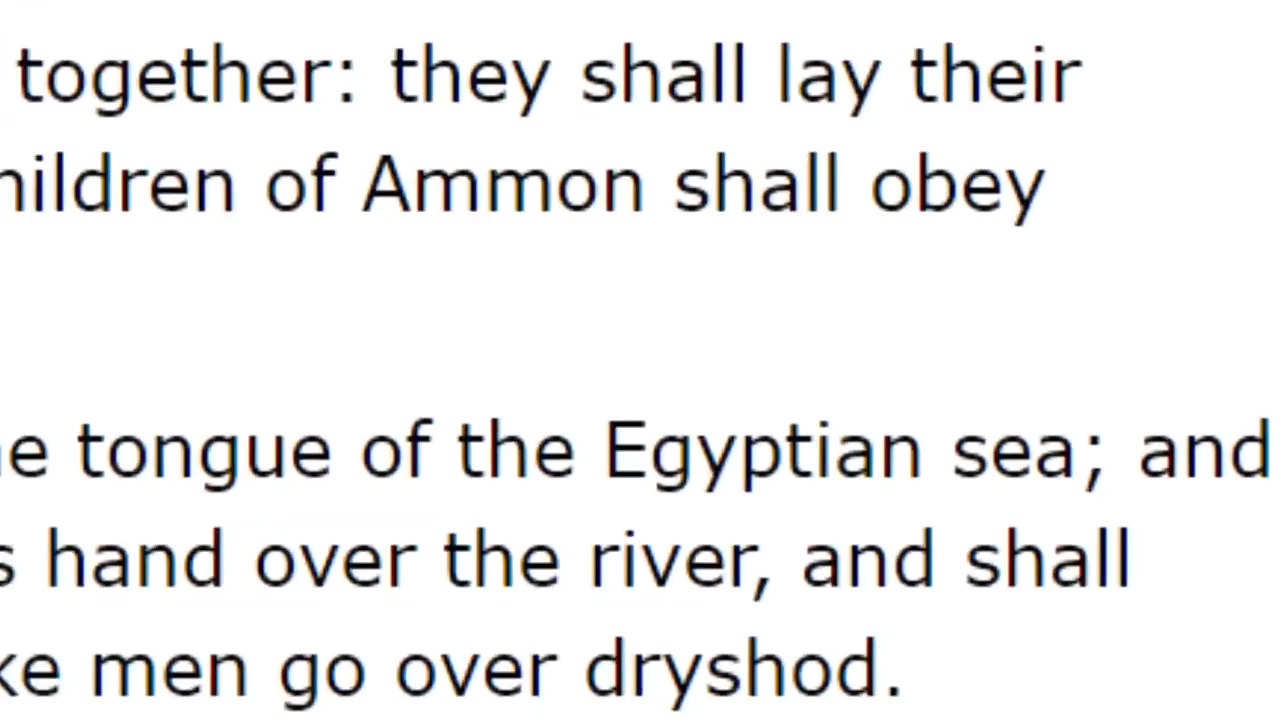 together: they shall lay their
hildren of Ammon shall obey
e tongue of the Egyptian sea; and
s hand over the river, and shall
ke men go over dryshod.